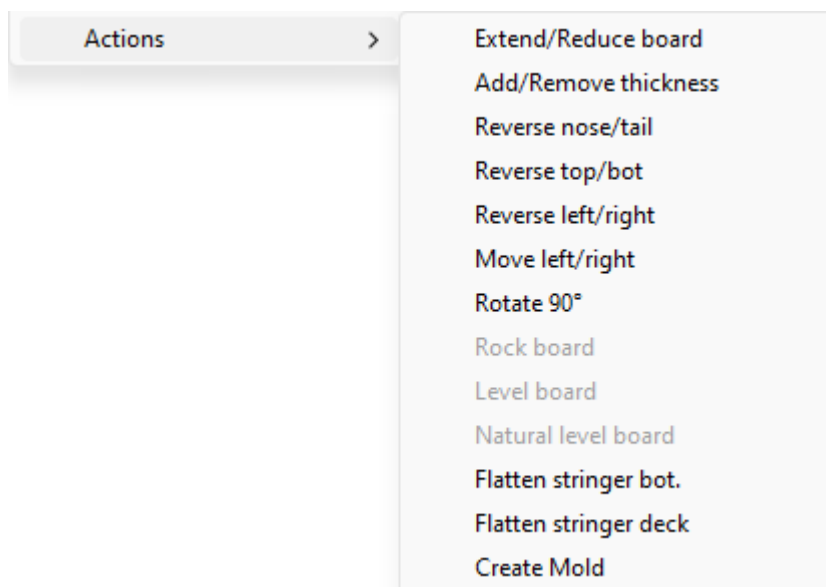 Actions
Extend/Reduce board
Add/Remove thickness
Reverse nose/tail
Reverse top/bot
Reverse left/right
Move left/right
Rotate 90°
Rock board
Level board
Natural level board
Flatten stringer bot.
Flatten stringer deck
Create Mold